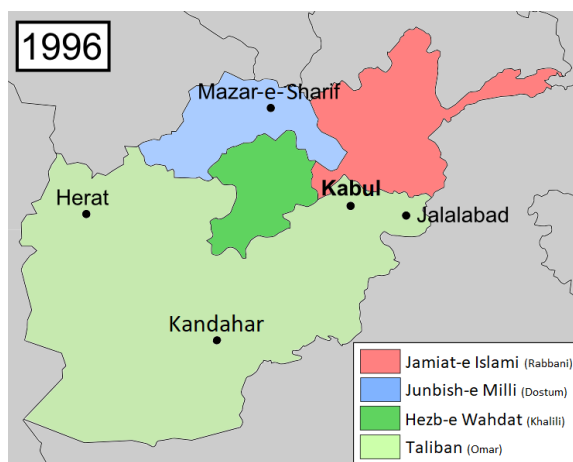 1996
Mazar-e-Sharif
Kabul
Herat
Jalalabad
Kandahar
Jamiat-e Islami (Rabbani)
Junbish-e Milli (Dostum)
Hezb-e Wahdat (Khalili)
Taliban (Omar)